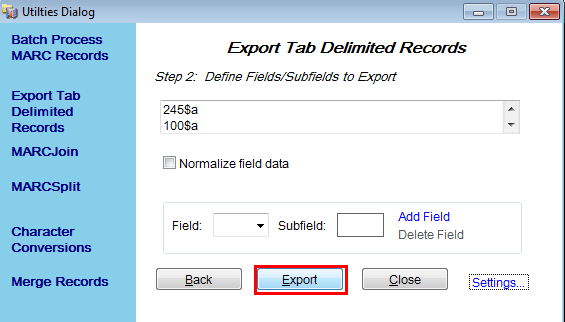 Utilties Dialog
Batch Process
MARC Records
Export Tab
Delimited
Records
MARCJoin
MARCSplit
Character
Conversions
Merge Records
Export Tab Delimited Records
Step 2: Define Fields/Subfields to Export
245$a
100$a
Normalize field data
Field: Subfield: Add Field
Delete Field
Back Export Close Settings...